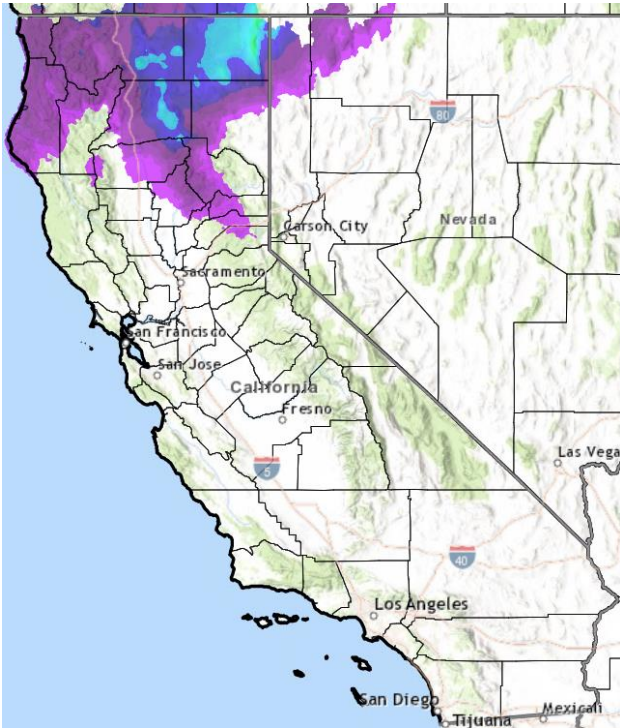 80
Nevada
Carson City
Sacramento
San Francisco
San Jose
California
Fresno
Las Vega
5
40
Los Angeles
San Diego
Mexicali
Tijuana